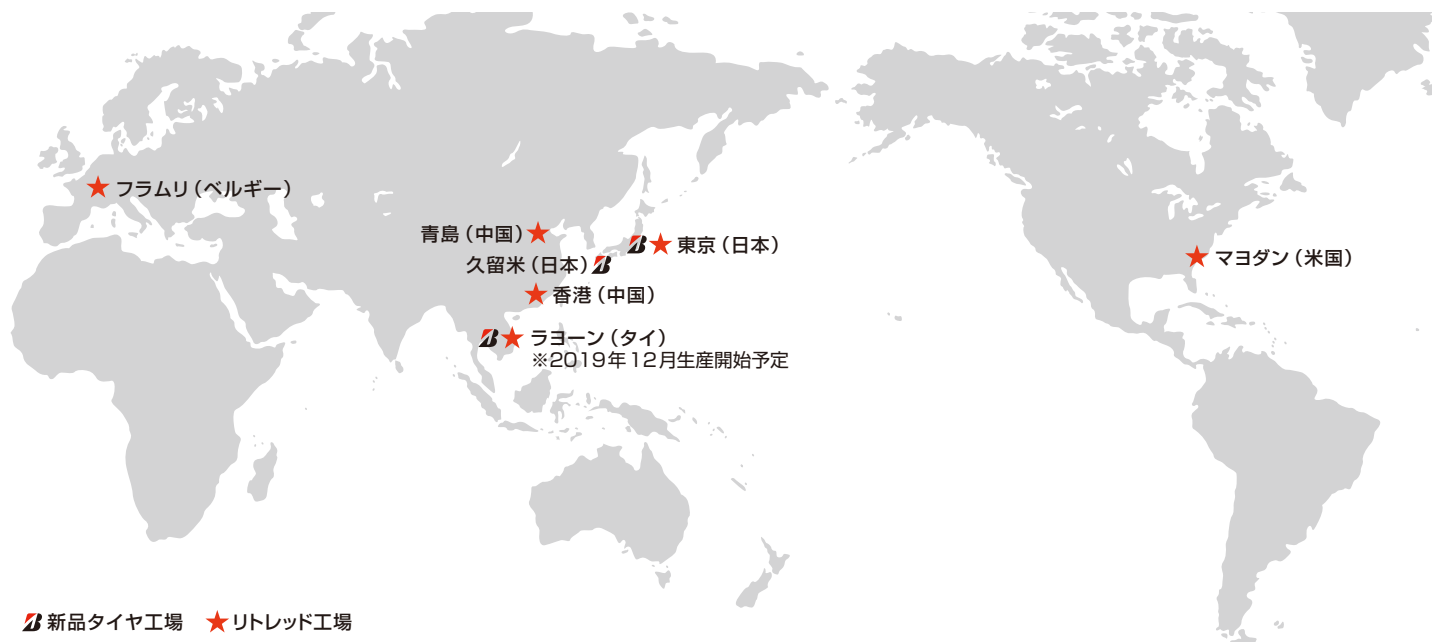 フラムリ（ベルギー）
青島（中国）
東京（日本）
久留米（日本）
マヨダン（米国）
香港（中国）
ラヨーン（タイ）
※2019年12月生産開始予定
新品タイヤ工場 リトレッド工場